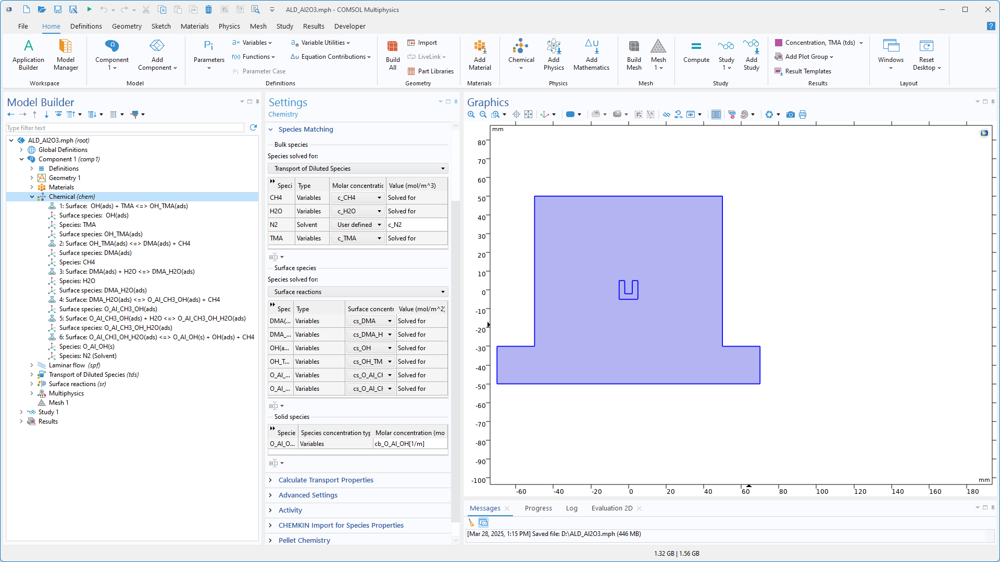 ALD_Al2O3.mph - COMSOL Multiphysics
File Home Definitions Geometry Sketch Materials Physics Mesh Study Results Developer ?
Application Builder
Model Manager
Workspace
Component 1
Add Component
Model
Pi
Parameters
a= Variables
f(x) Functions
Pi Parameter Case
Variable Utilities
Δu Equation Contributions
Definitions
Build All
Import
LiveLink
Part Libraries
Geometry
Add Material
Materials
Chemical
Add Physics
Add Mathematics
Physics
Build Mesh
Mesh 1
Mesh
Compute
Study 1
Add Study
Study
Concentration, TMA (tds)
Add Plot Group
Result Templates
Results
Windows
Reset Desktop
Layout
Model Builder
Type filter text
ALD_Al2O3.mph (root)
Global Definitions
Component 1 (comp1)
Definitions
Geometry 1
Materials
Chemical (chem)
1: Surface: OH(ads) + TMA <=> OH_TMA(ads)
Surface species: OH(ads)
Species: TMA
Surface species: OH_TMA(ads)
2: Surface: OH_TMA(ads) <=> DMA(ads) + CH4
Surface species: DMA(ads)
Species: CH4
3: Surface: DMA(ads) + H2O <=> DMA_H2O(ads)
Species: H2O
Surface species: DMA_H2O(ads)
4: Surface: DMA_H2O(ads) <=> O_Al_CH3_OH(ads) + CH4
Surface species: O_Al_CH3_OH(ads)
5: Surface: O_Al_CH3_OH(ads) + H2O <=> O_Al_CH3_OH_H2O(ads)
Surface species: O_Al_CH3_OH_H2O(ads)
6: Surface: O_Al_CH3_OH_H2O(ads) <=> O_Al_OH(s) + OH(ads) + CH4
Species: O_Al_OH(s)
Species: N2 (Solvent)
Laminar flow (spf)
Transport of Diluted Species (tds)
Surface reactions (sr)
Multiphysics
Mesh 1
Study 1
Results
Settings
Chemistry
Species Matching
Bulk species
Species solved for:
Transport of Diluted Species
Speci Type Molar concentratic Value (mol/m^3)
CH4 Variables c_CH4 Solved for
H2O Variables c_H2O Solved for
N2 Solvent User defined c_N2
TMA Variables c_TMA Solved for
Surface species
Species solved for:
Surface reactions
Spec Type Surface concentr Value (mol/m^2)
DMA(... Variables cs_DMA Solved for
DMA_... Variables cs_DMA_H Solved for
OH(a... Variables cs_OH Solved for
OH_T... Variables cs_OH_TM Solved for
O_Al_... Variables cs_O_Al_CH Solved for
O_Al_... Variables cs_O_Al_CH Solved for
Solid species
Specie Species concentration typ Molar concentration (mo
O_Al_O... Variables cb_O_Al_OH[1/m]
Calculate Transport Properties
Advanced Settings
Activity
CHEMKIN Import for Species Properties
Pellet Chemistry
Graphics
mm
80
70
60
50
40
30
20
10
0
-10
-20
-30
-40
-50
-60
-70
-80
-90
-100
mm
-60 -40 -20 0 20 40 60 80 100 120 140 160 180
Messages Progress Log Evaluation 2D
[Mar 28, 2025, 1:15 PM] Saved file: D:\ALD_Al2O3.mph (446 MB)
1.32 GB | 1.56 GB